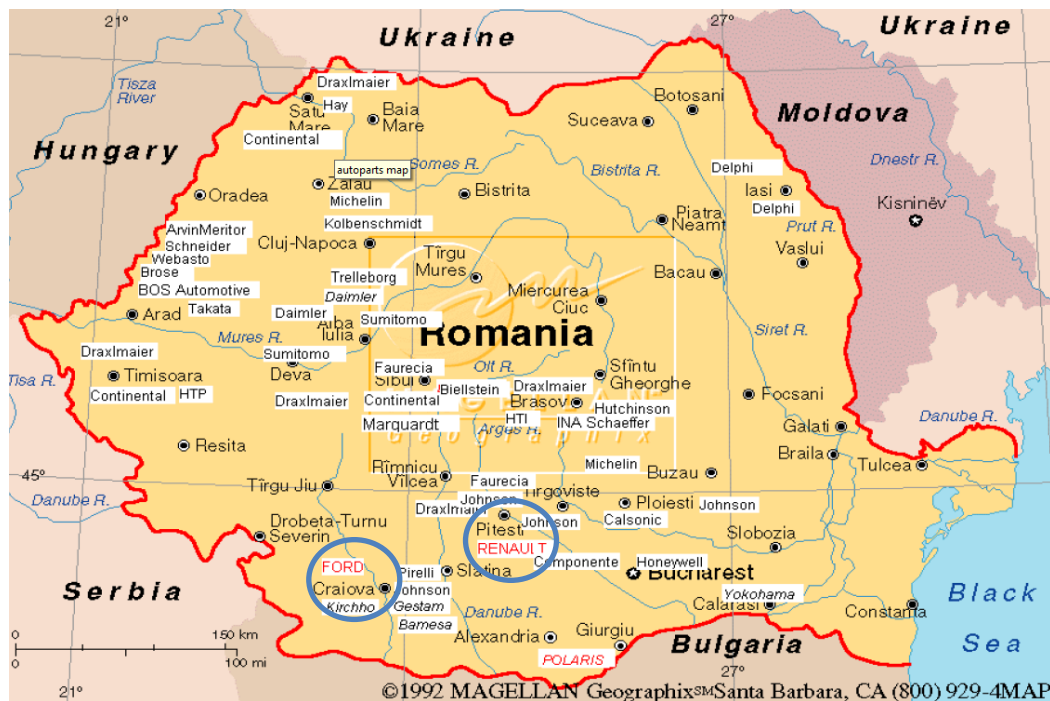 21°
27°
Ukraine
Ukraine
Tisza
River
Draxlmaier
Hay
Satu
Mare
Baia
Mare
Botosani
Suceava
Moldova
Continental
Hungary
autoparts map
Somes R.
Bistrita R.
Delphi
Dnestr R.
Zalau
Oradea
Michelin
Bistrita
Iasi
Delphi
Kisninëv
Kolbenschmidt
Piatra
Neamt
Prut R.
ArvinMeritor
Schneider
Webasto
Cluj-Napoca
Vaslui
Brose
BOS Automotive
Takata
Tîrgu
Mures
Trelleborg
Daimler
Bacau
Miercurea
Ciuc
Arad
Daimler
Alba
Iulia
Sumitomo
Mures R.
Romania
Siret R.
Draxlmaier
Sumitomo
Deva
Tisa R.
Timisoara
Continental
HTP
Draxlmaier
Faurecia
Sibui
Olt R.
Biellstein
Draxlmaier
Sfîntu
Gheorghe
Continental
Brasov
Hutchinson
Focsani
Marquardt
HTI
INA Schaeffer
Arges R.
Geographix
Galati
Danube R.
Resita
Braila
Tulcea
45°
45°
Michelin
Buzau
Rîmnicu
Vîlcea
Faurecia
Tîrgu Jiu
Johnson
Tirgoviste
Draxlmaier
Ploiesti
Johnson
Danube R.
Drobeta-Turnu
Severin
Pitesti
Johnson
Calsonic
Slobozia
RENAULT
FORD
Componente
Honeywell
Pirelli
Slatina
Bucharest
Craiova
Johnson
Kirchho
Gestam
Bamesa
Yokohama
Calarasi
Constanta
Serbia
Black
Sea
Danube R.
Alexandria
Giurgiu
POLARIS
Bulgaria
0
150 km
0
100 mi
21°
27°
©1992 MAGELLAN Geographix℠Santa Barbara, CA (800) 929-4MAP